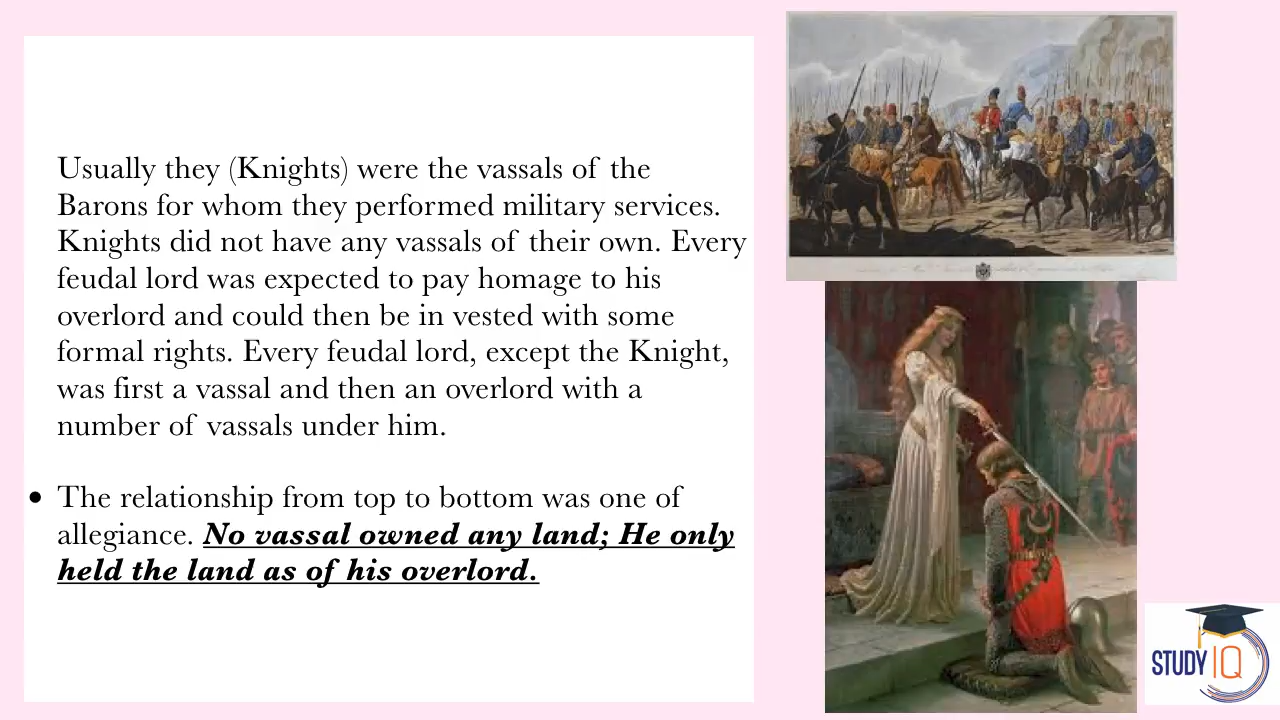 Usually they (Knights) were the vassals of the
Barons for whom they performed military services.
Knights did not have any vassals of their own. Every
feudal lord was expected to pay homage to his
overlord and could then be in vested with some
formal rights. Every feudal lord, except the Knight,
was first a vassal and then an overlord with a
number of vassals under him.
• The relationship from top to bottom was one of
allegiance. No vassal owned any land; He only
held the land as of his overlord.
STUDY IQ